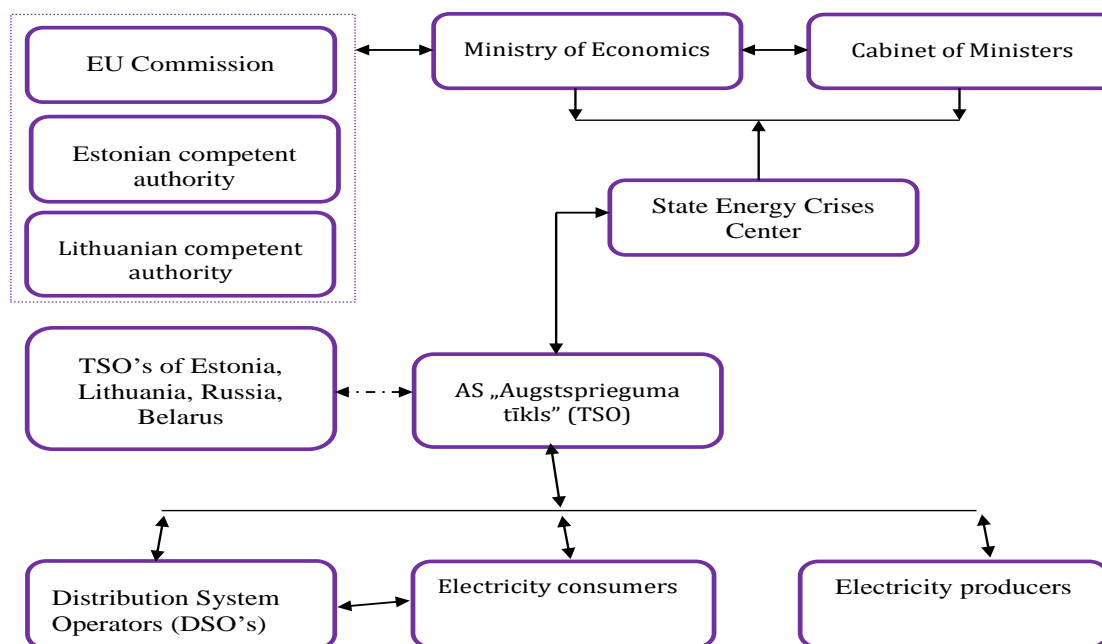 EU Commission
Ministry of Economics
Cabinet of Ministers
Estonian competent
authority
State Energy Crises
Center
Lithuanian competent
authority
TSO’s of Estonia,
Lithuania, Russia,
Belarus
AS „Augstsprieguma
tīkls” (TSO)
Distribution System
Operators (DSO’s)
Electricity consumers
Electricity producers